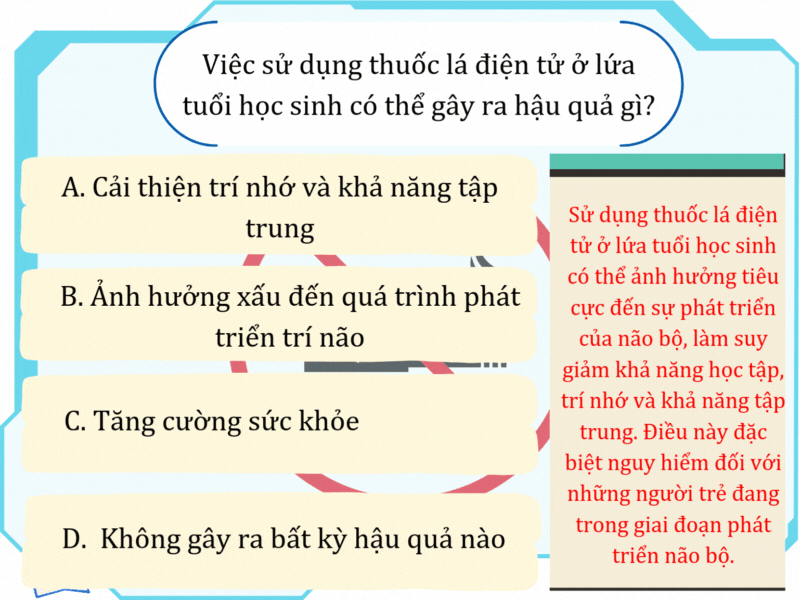 Việc sử dụng thuốc lá điện tử ở lứa
tuổi học sinh có thể gây ra hậu quả gì?
A. Cải thiện trí nhớ và khả năng tập
trung
B. Ảnh hưởng xấu đến quá trình phát
triển trí não
C. Tăng cường sức khỏe
D. Không gây ra bất kỳ hậu quả nào
Sử dụng thuốc lá điện
tử ở lứa tuổi học sinh
có thể ảnh hưởng tiêu
cực đến sự phát triển
của não bộ, làm suy
giảm khả năng học tập,
trí nhớ và khả năng tập
trung. Điều này đặc
biệt nguy hiểm đối với
những người trẻ đang
trong giai đoạn phát
triển não bộ.